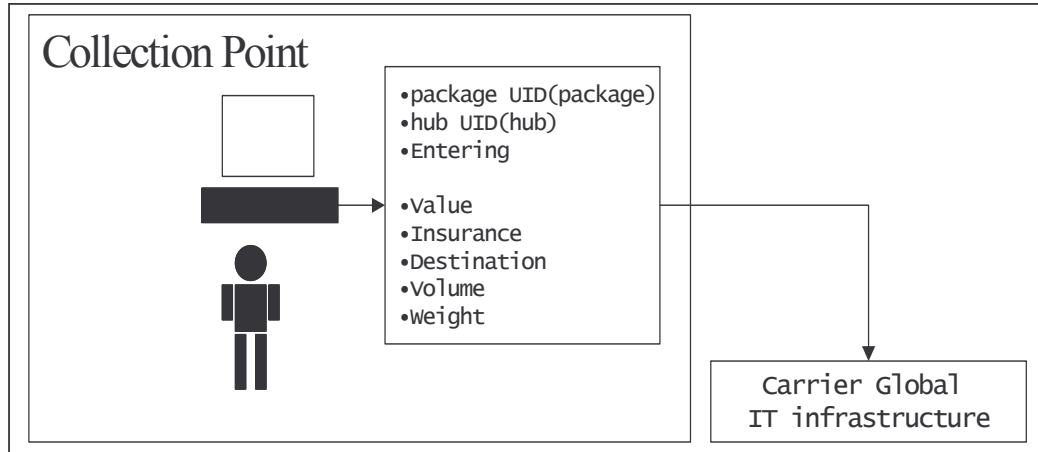 Collection Point
•package UID(package)
•hub UID(hub)
•Entering
•Value
•Insurance
•Destination
•Volume
•Weight
Carrier Global
IT infrastructure